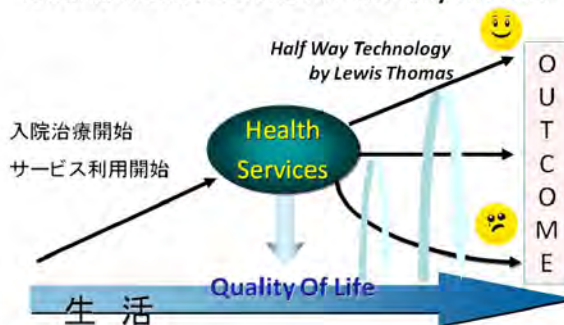 Half Way Technology
by Lewis Thomas
入院治療開始
サービス利用開始
Health
Services
OUTCOME
Quality Of Life
生 活